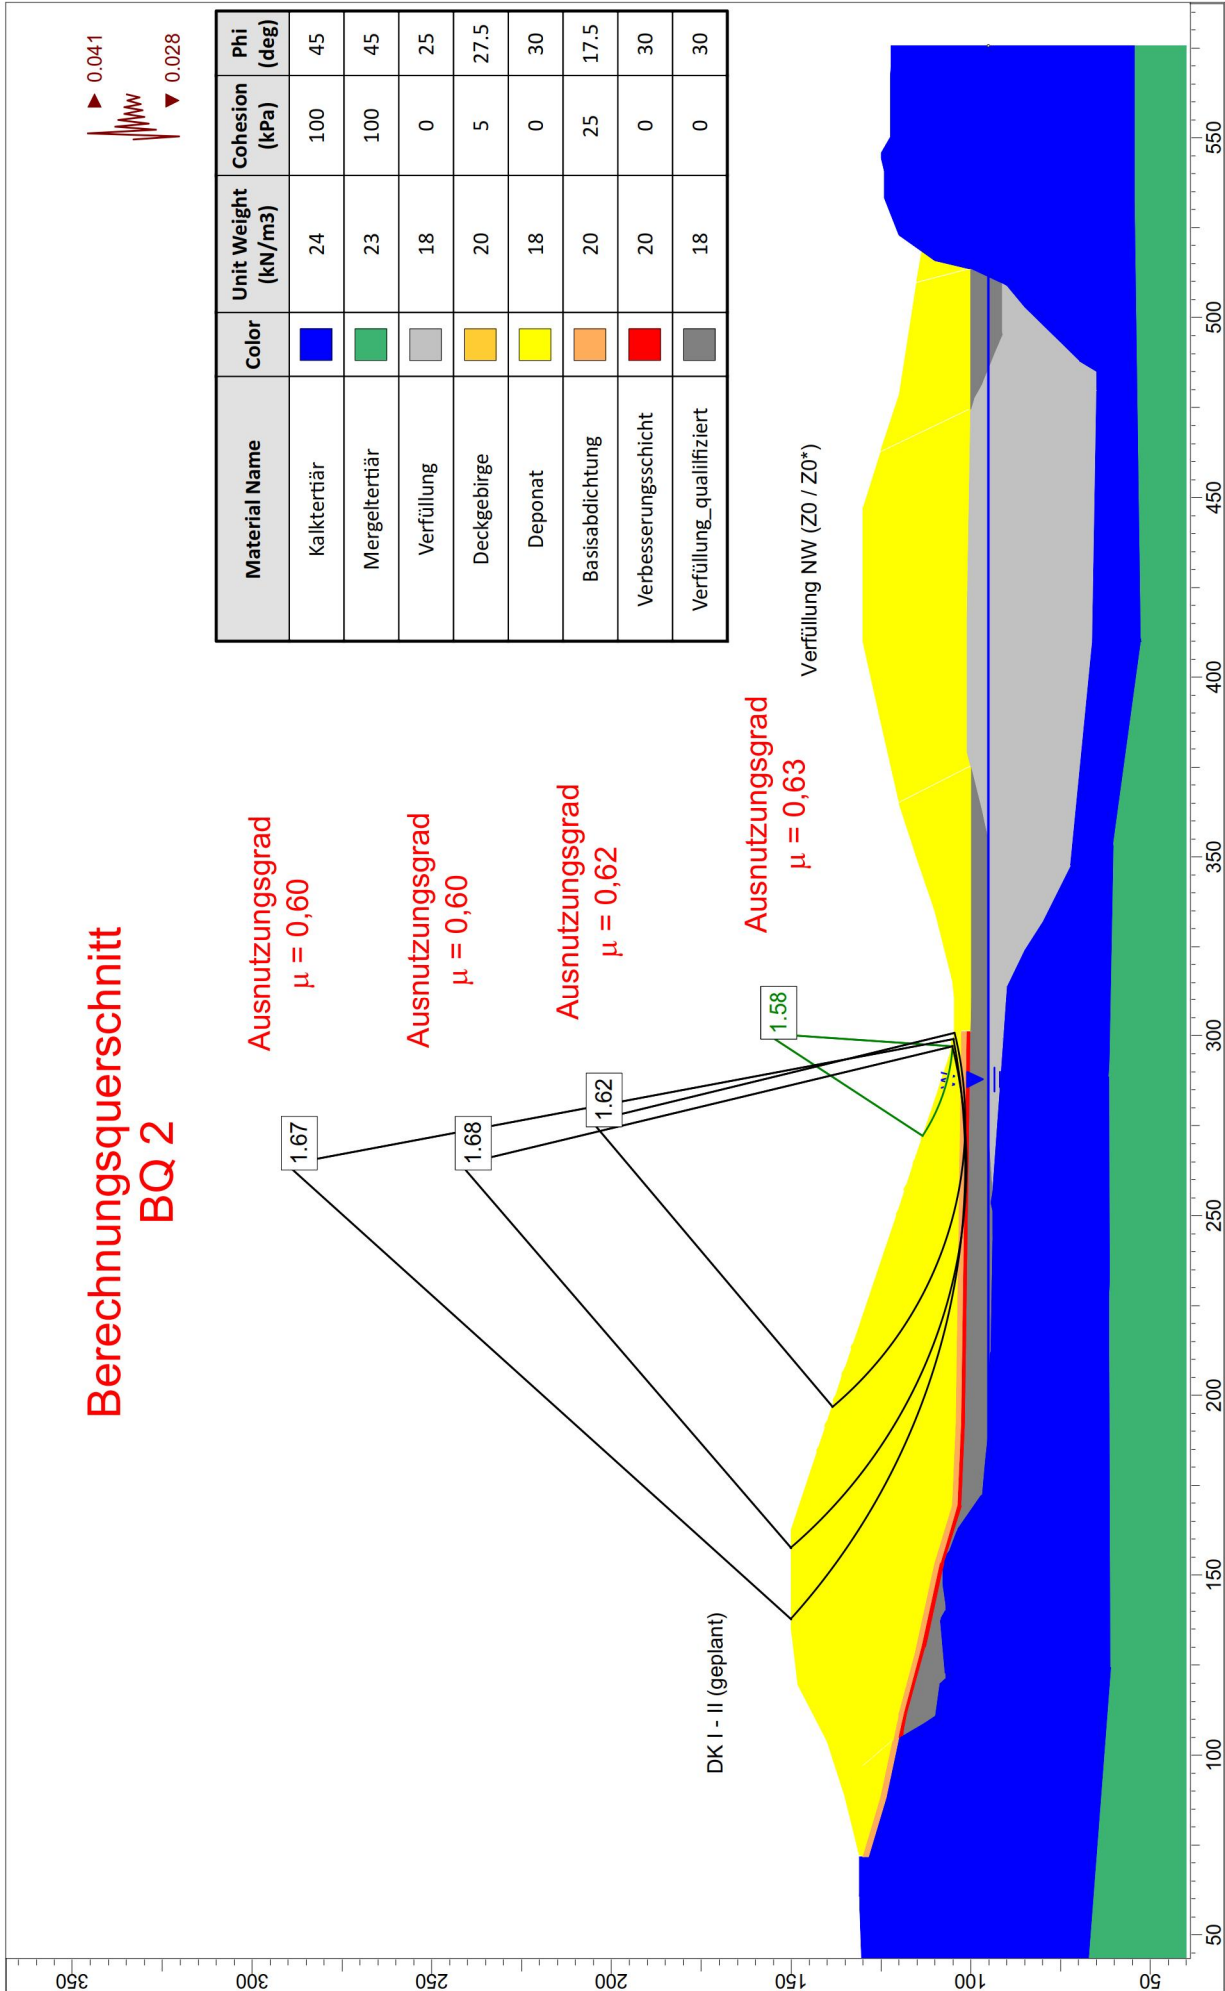 Berechnungsquerschnitt
BQ 2
0.041
0.028
Material Name Color Unit Weight (kN/m3) Cohesion (kPa) Phi (deg)
Kalktertiär 24 100 45
Mergeltertiär 23 100 45
Verfüllung 18 0 25
Deckgebirge 20 5 27.5
Deponat 18 0 30
Basisabdichtung 20 25 17.5
Verbesserungsschicht 20 0 30
Verfüllung_qualilfiziert 18 0 30
Ausnutzungsgrad
μ = 0,60
Ausnutzungsgrad
μ = 0,60
Ausnutzungsgrad
μ = 0,62
Ausnutzungsgrad
μ = 0,63
1.67
1.68
1.62
1.58
DK I - II (geplant)
Verfüllung NW (Z0 / Z0*)
W
350
300
250
200
150
100
50
50 100 150 200 250 300 350 400 450 500 550